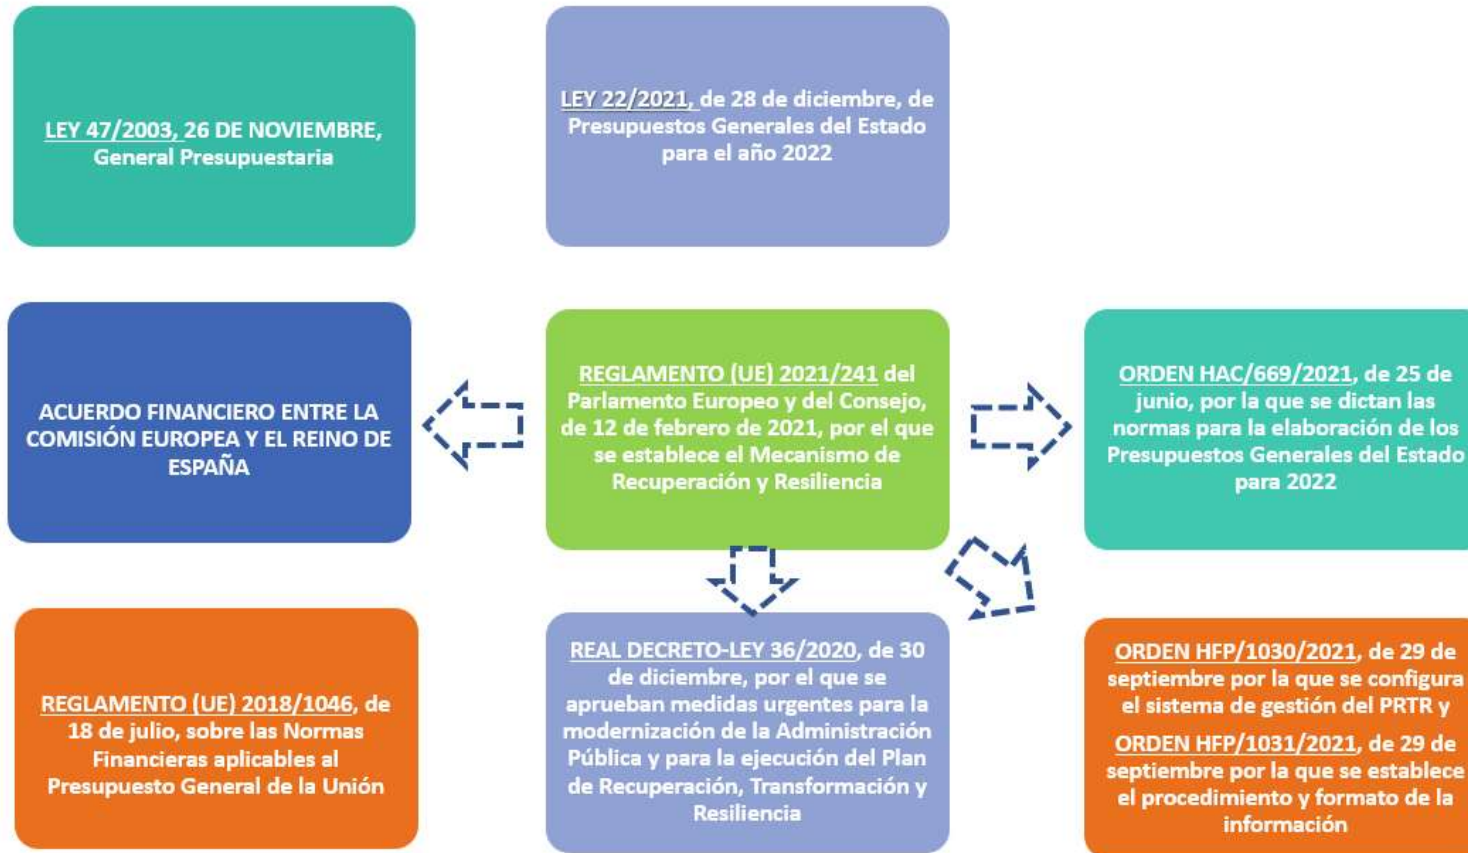 LEY 47/2003, 26 DE NOVIEMBRE,
General Presupuestaria
LEY 22/2021, de 28 de diciembre, de
Presupuestos Generales del Estado
para el año 2022
ACUERDO FINANCIERO ENTRE LA
COMISIÓN EUROPEA Y EL REINO DE
ESPAÑA
REGLAMENTO (UE) 2021/241 del
Parlamento Europeo y del Consejo,
de 12 de febrero de 2021, por el que
se establece el Mecanismo de
Recuperación y Resiliencia
ORDEN HAC/669/2021, de 25 de
junio, por la que se dictan las
normas para la elaboración de los
Presupuestos Generales del Estado
para 2022
REGLAMENTO (UE) 2018/1046, de
18 de julio, sobre las Normas
Financieras aplicables al
Presupuesto General de la Unión
REAL DECRETO-LEY 36/2020, de 30
de diciembre, por el que se
aprueban medidas urgentes para la
modernización de la Administración
Pública y para la ejecución del Plan
de Recuperación, Transformación y
Resiliencia
ORDEN HFP/1030/2021, de 29 de
septiembre por la que se configura
el sistema de gestión del PRTR y
ORDEN HFP/1031/2021, de 29 de
septiembre por la que se establece
el procedimiento y formato de la
información